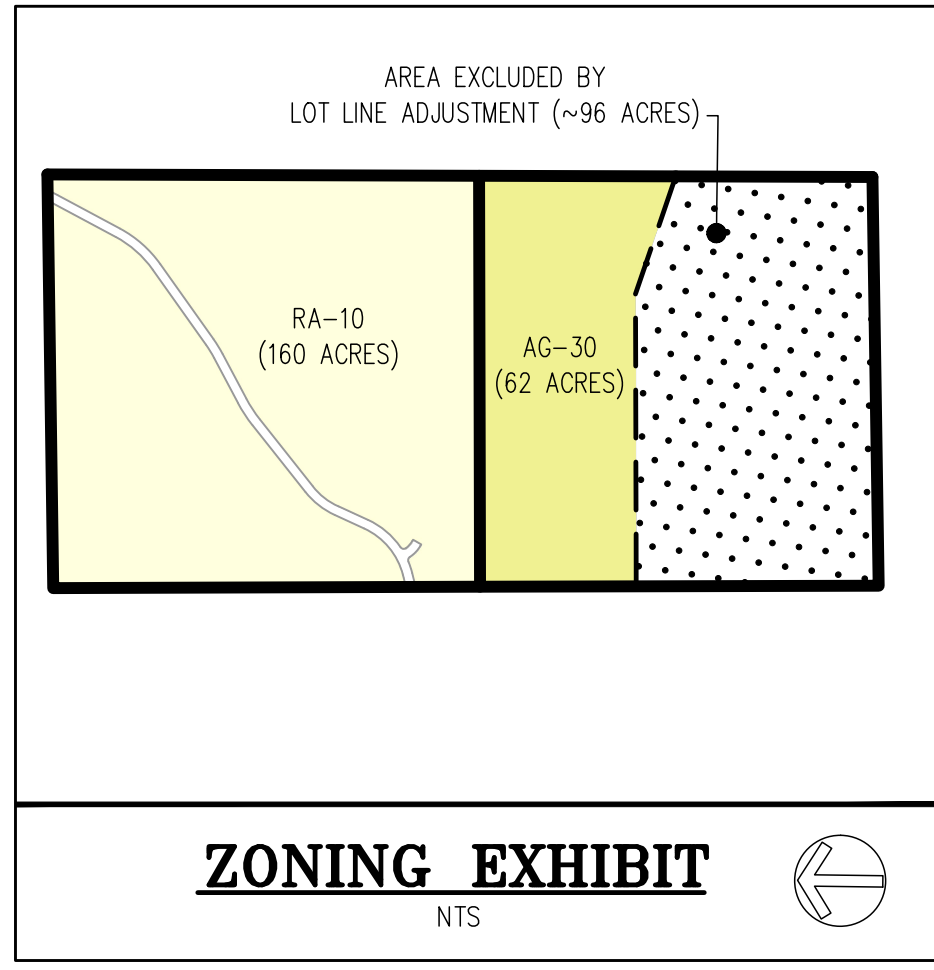 AREA EXCLUDED BY
LOT LINE ADJUSTMENT (~96 ACRES)
RA-10
(160 ACRES)
AG-30
(62 ACRES)
ZONING EXHIBIT
NTS